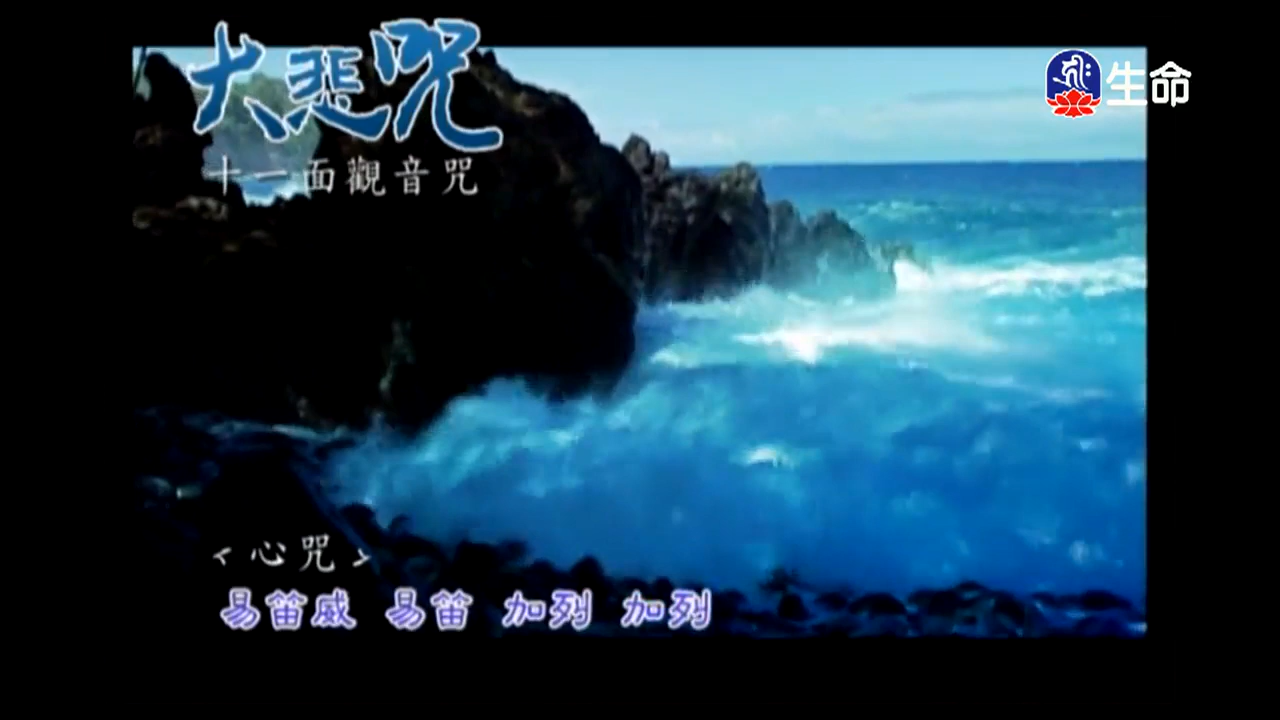 大悲咒
生命
十一面觀音咒
<心咒>
易笛威 易笛 加列 加列